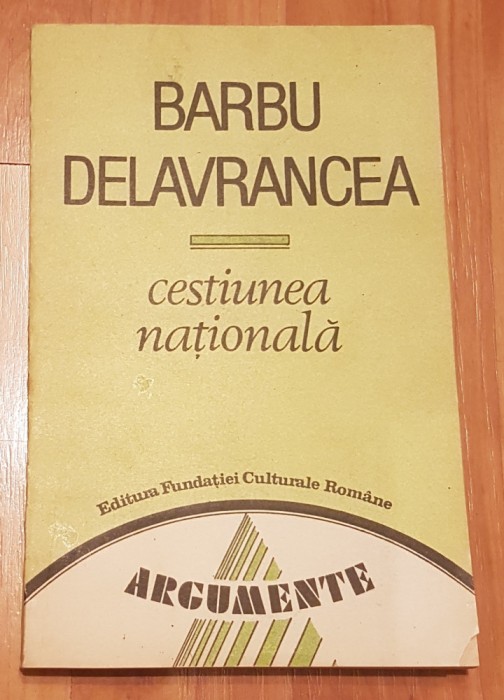 BARBU
DELAVRANCEA
cestiunea
națională
Editura Fundației Culturale Române
ARGUMENTE